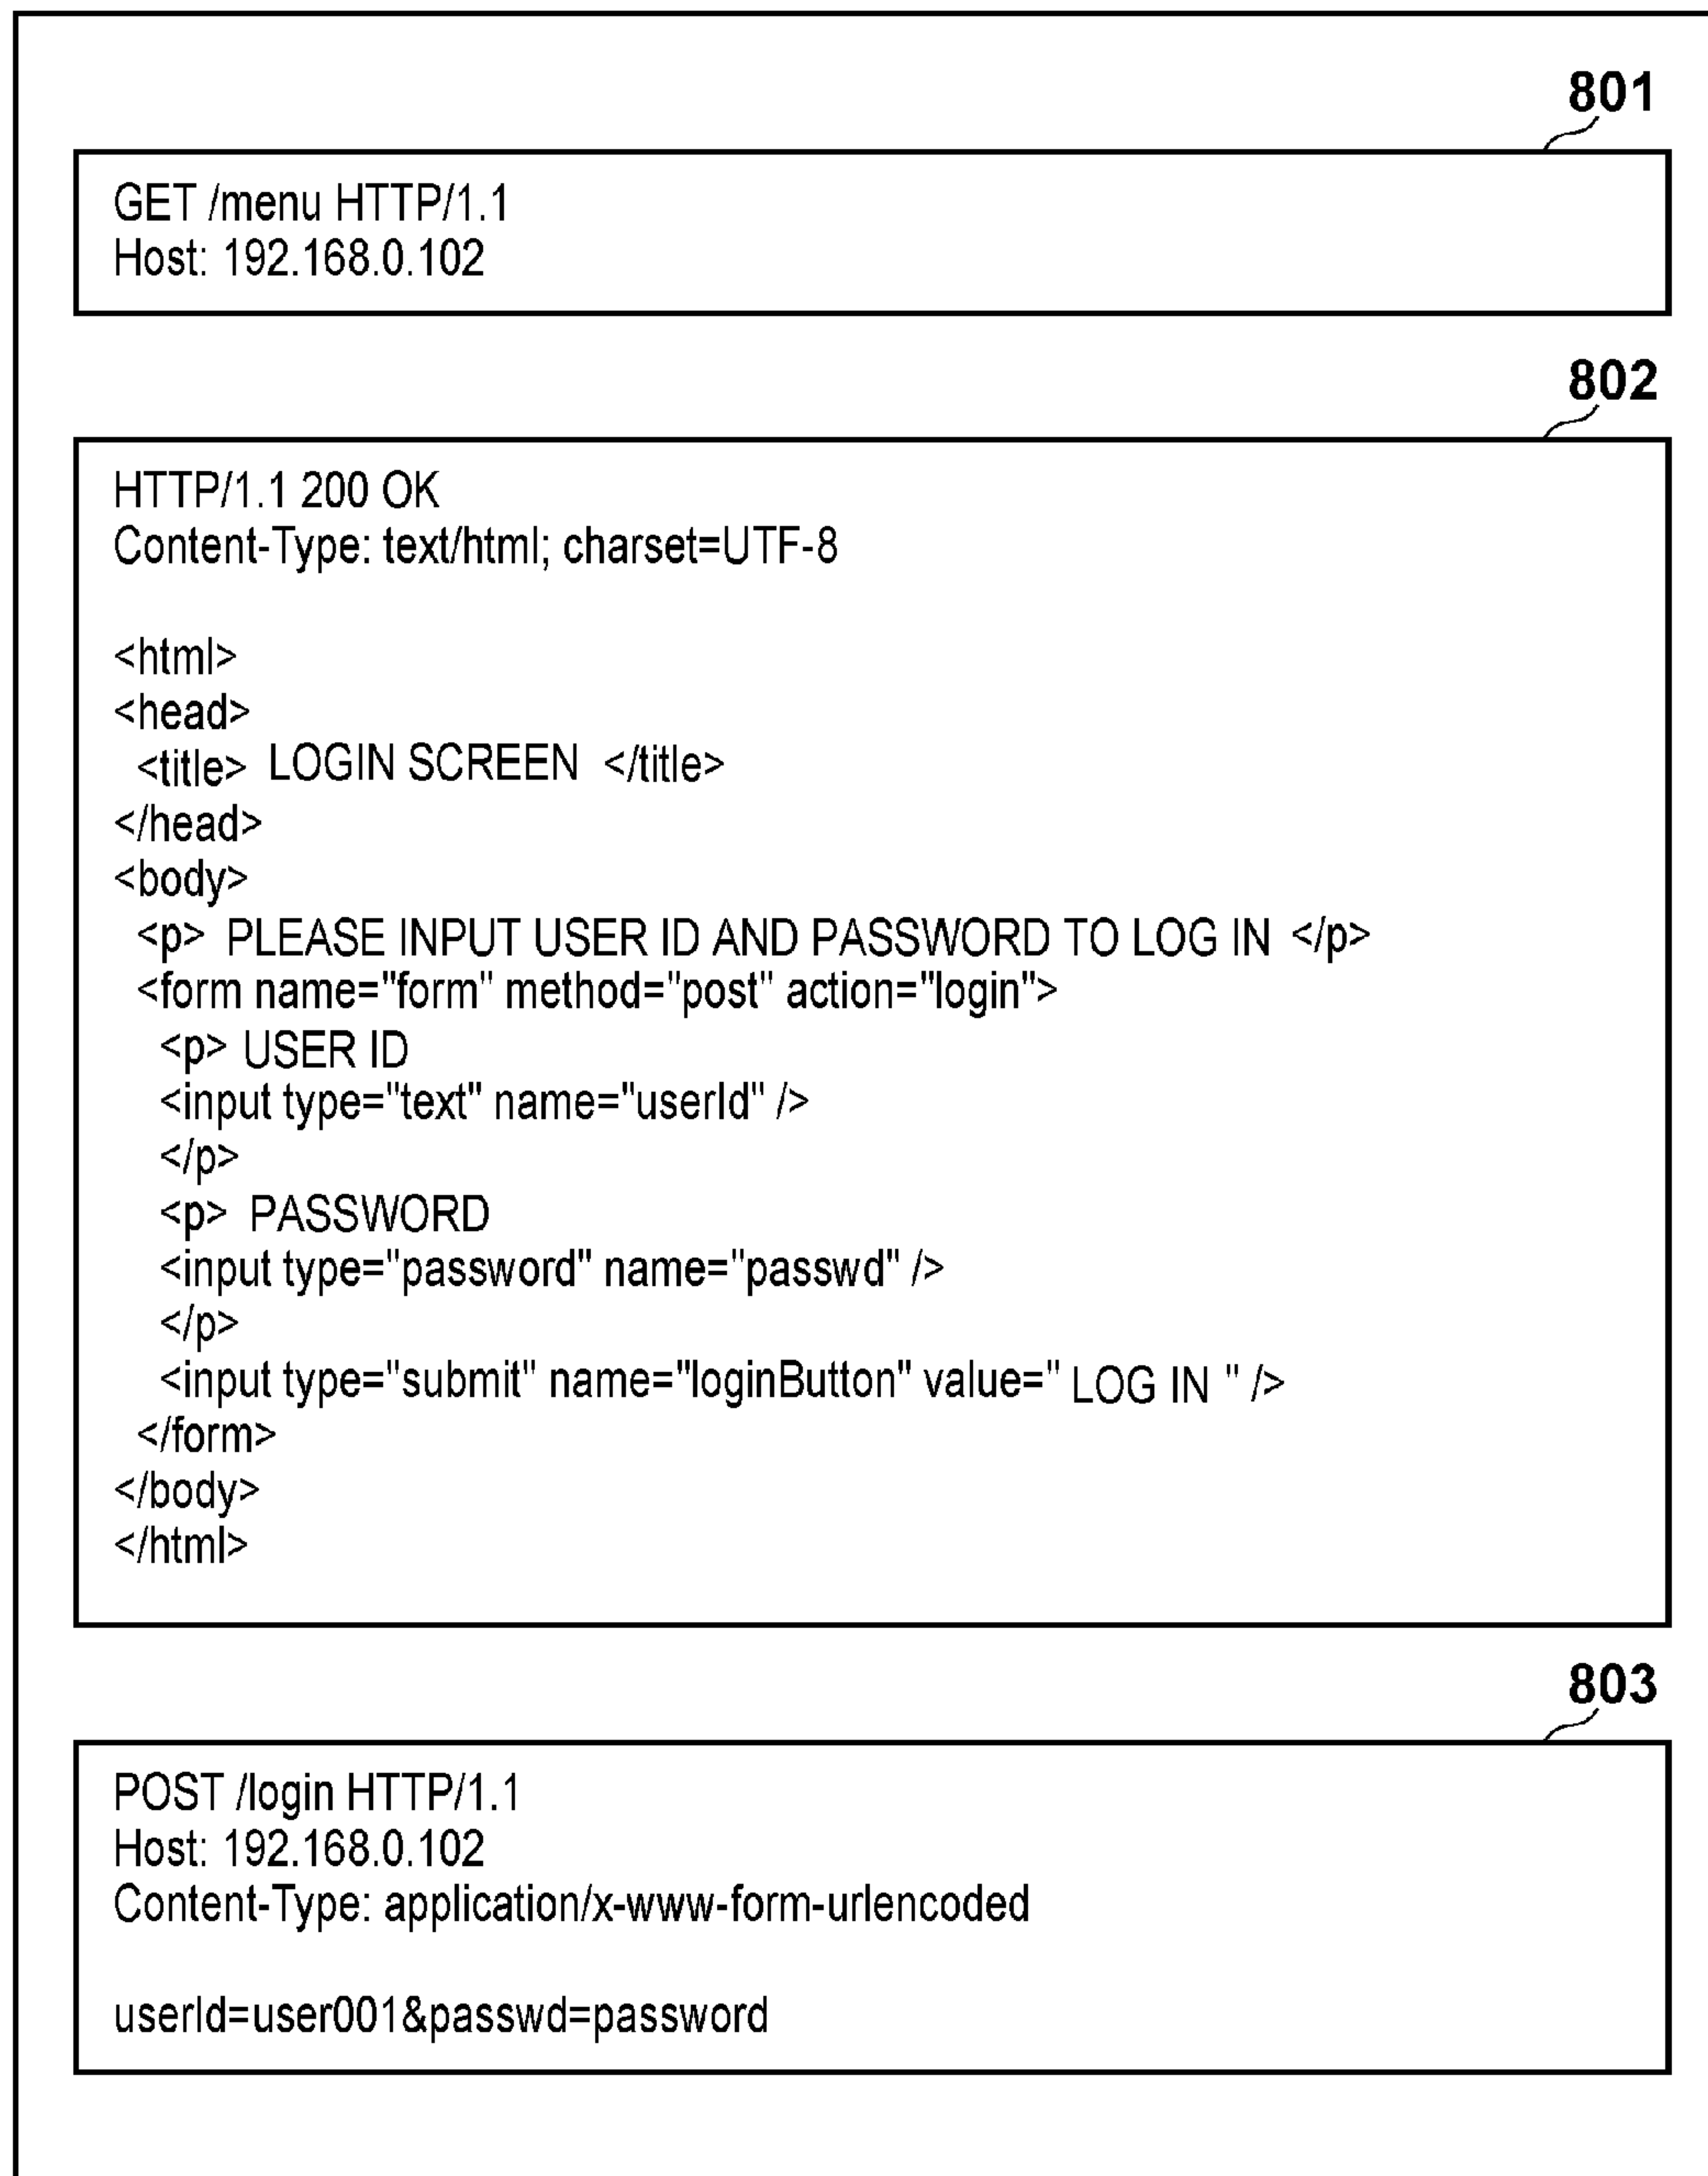 801
GET /menu HTTP/1.1
Host: 192.168.0.102
802
HTTP/1.1 200 OK
Content-Type: text/html; charset=UTF-8
<html>
<head>
<title> LOGIN SCREEN </title>
</head>
<body>
<p> PLEASE INPUT USER ID AND PASSWORD TO LOG IN </p>
<form name="form" method="post" action="login">
<p> USER ID
<input type="text" name="userId" />
</p>
<p> PASSWORD
<input type="password" name="passwd" />
</p>
<input type="submit" name="loginButton" value=" LOG IN " />
</form>
</body>
</html>
803
POST /login HTTP/1.1
Host: 192.168.0.102
Content-Type: application/x-www-form-urlencoded
userId=user001&passwd=password